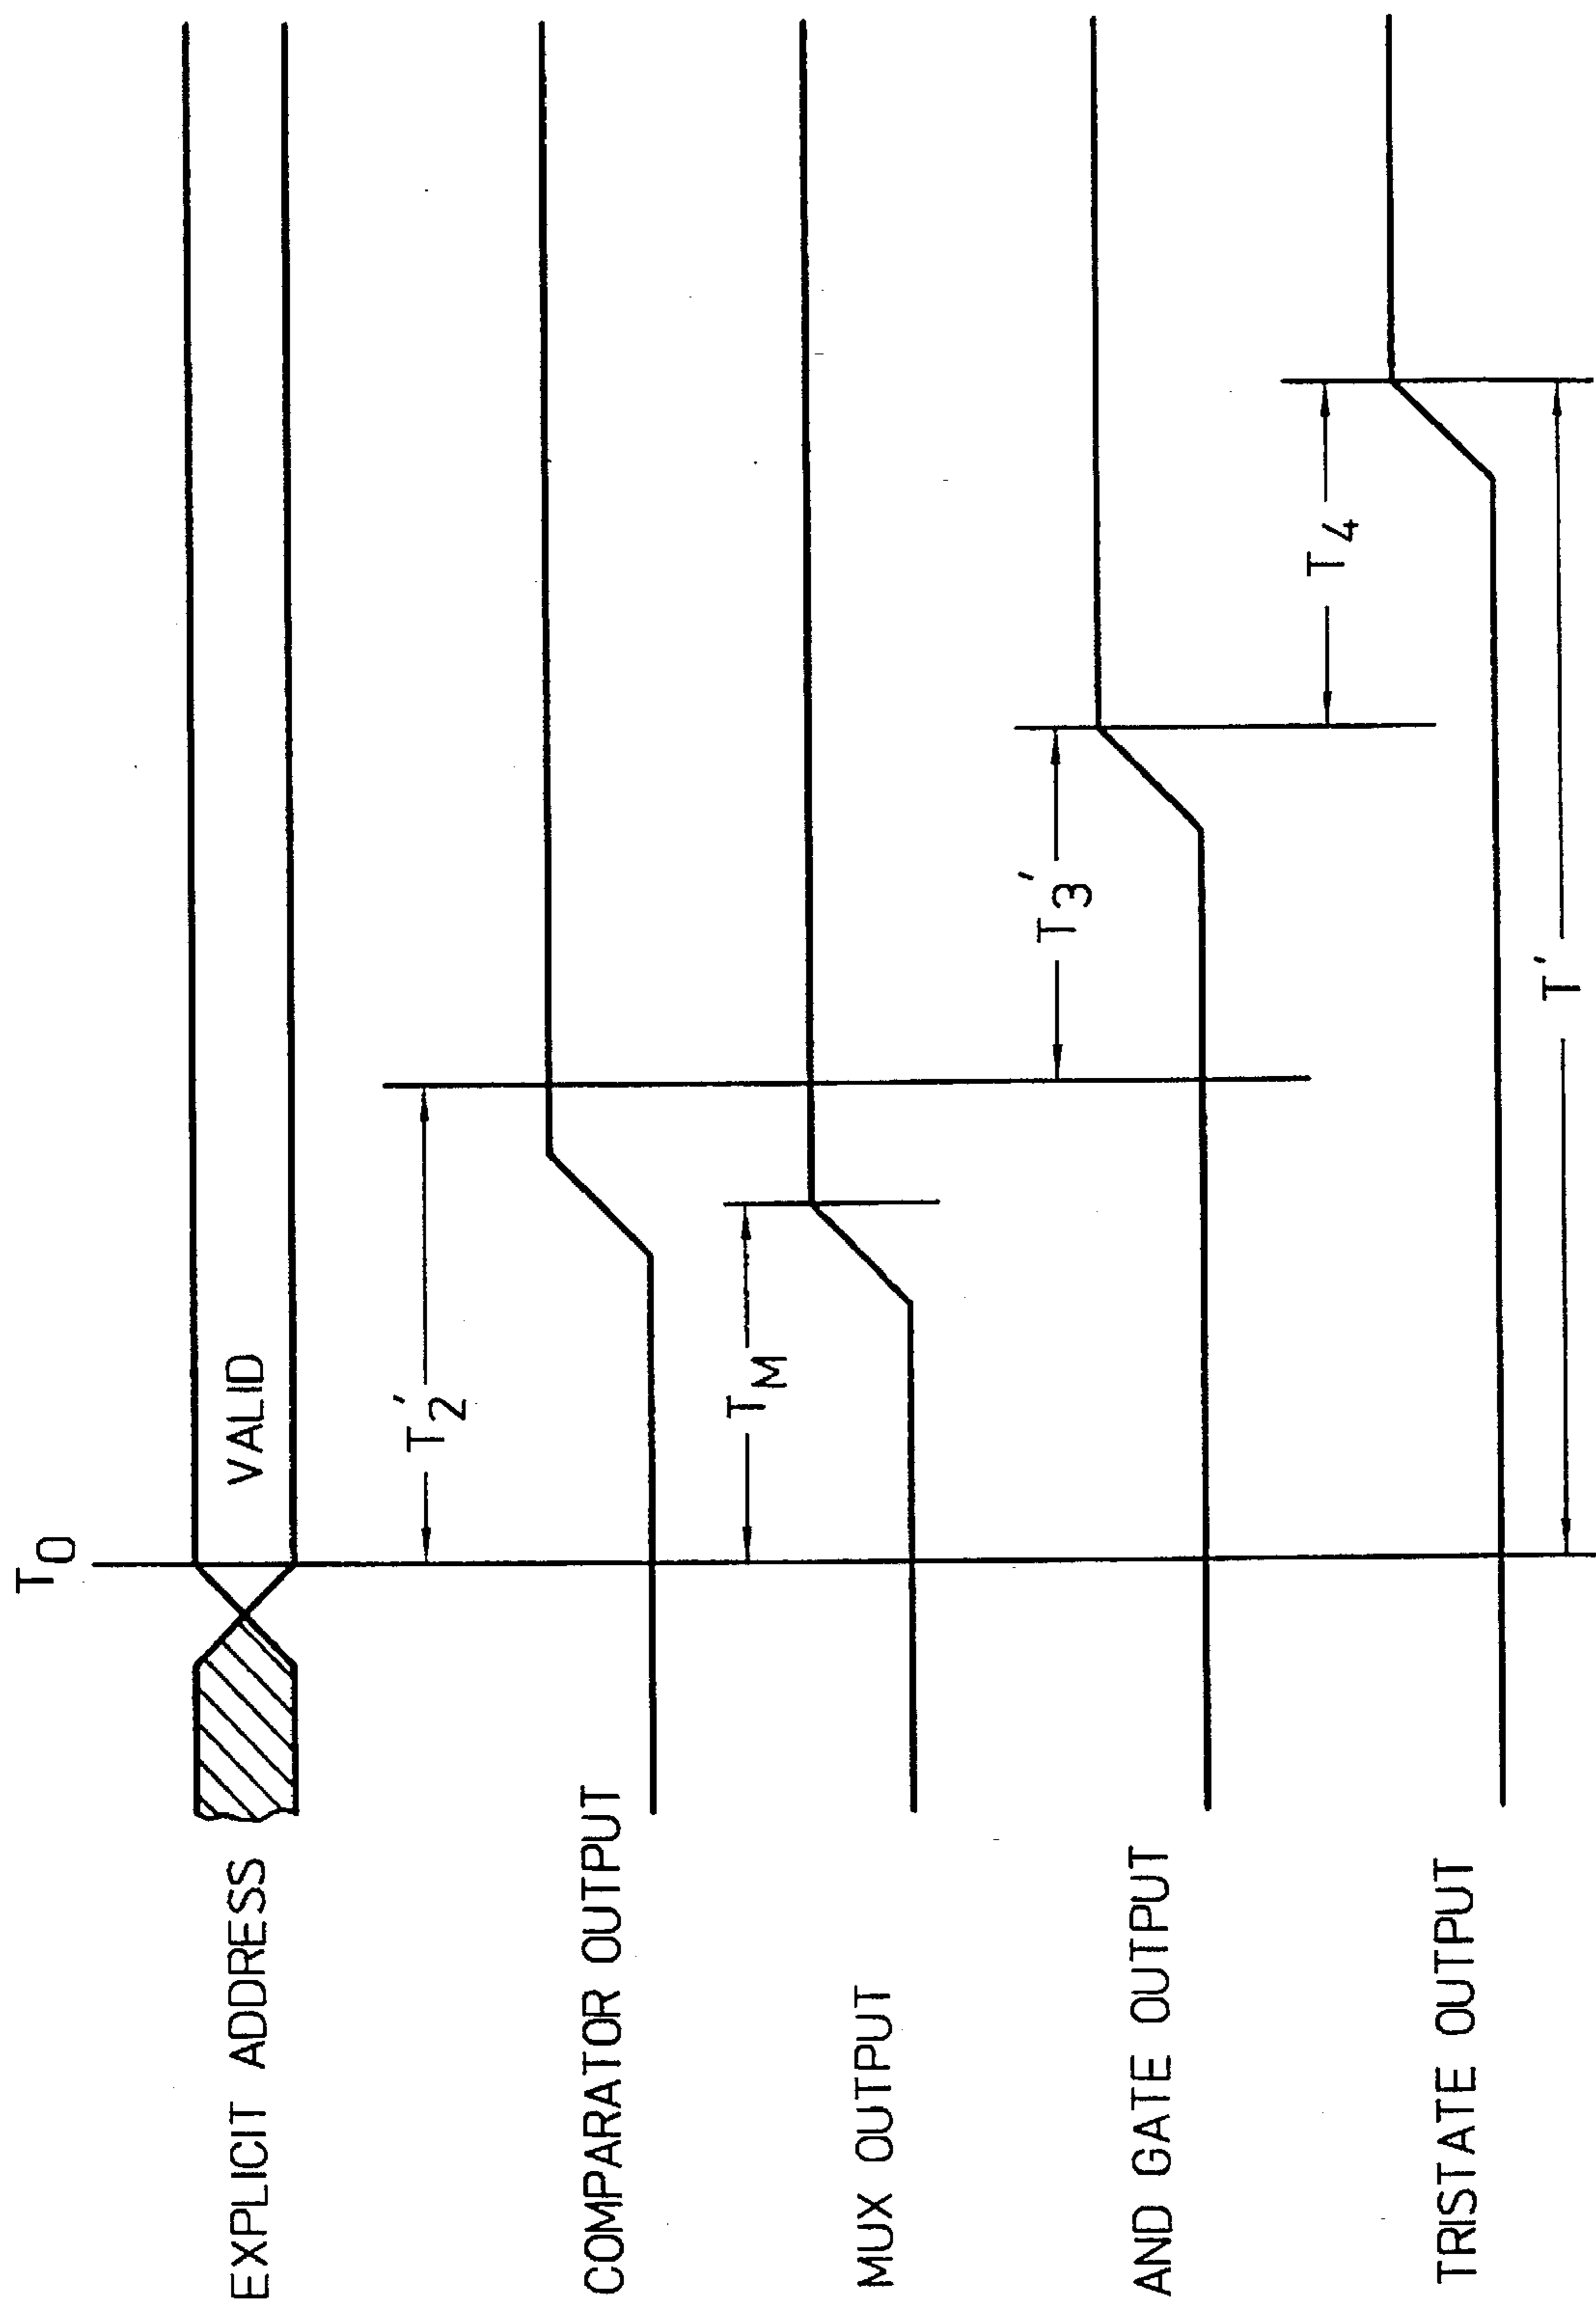 T0
EXPLICIT ADDRESS
VALID
T2'
COMPARATOR OUTPUT
TM
MUX OUTPUT
T3'
AND GATE OUTPUT
T4
TRISTATE OUTPUT
T'